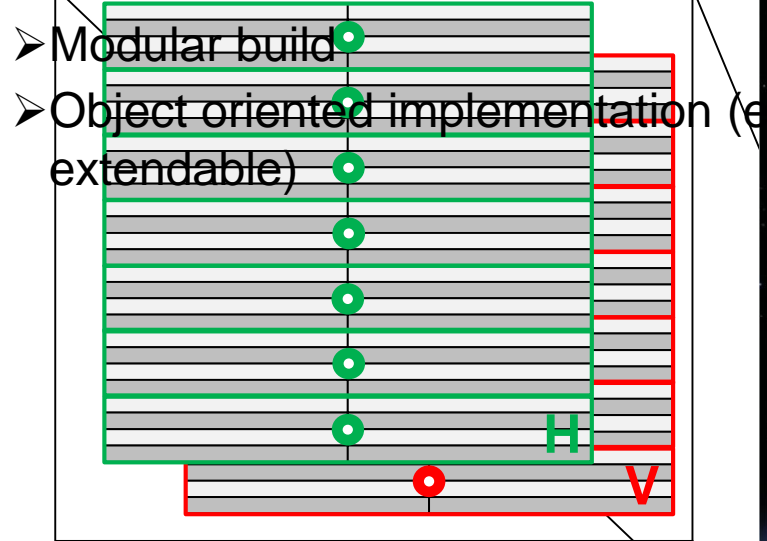 ➢Modular build
➢Object oriented implementation (e
extendable)
H
V